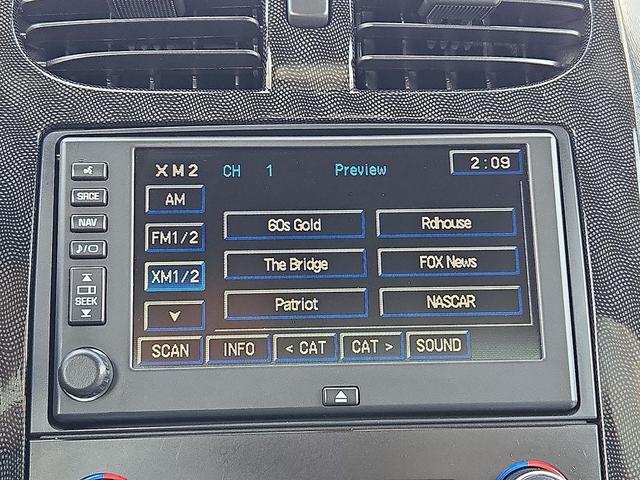 XM2 CH 1 Preview 2:09
SRCE
NAV
SEEK
AM
FM1/2
XM1/2
60s Gold Rdhouse
The Bridge FOX News
Patriot NASCAR
SCAN INFO < CAT CAT > SOUND